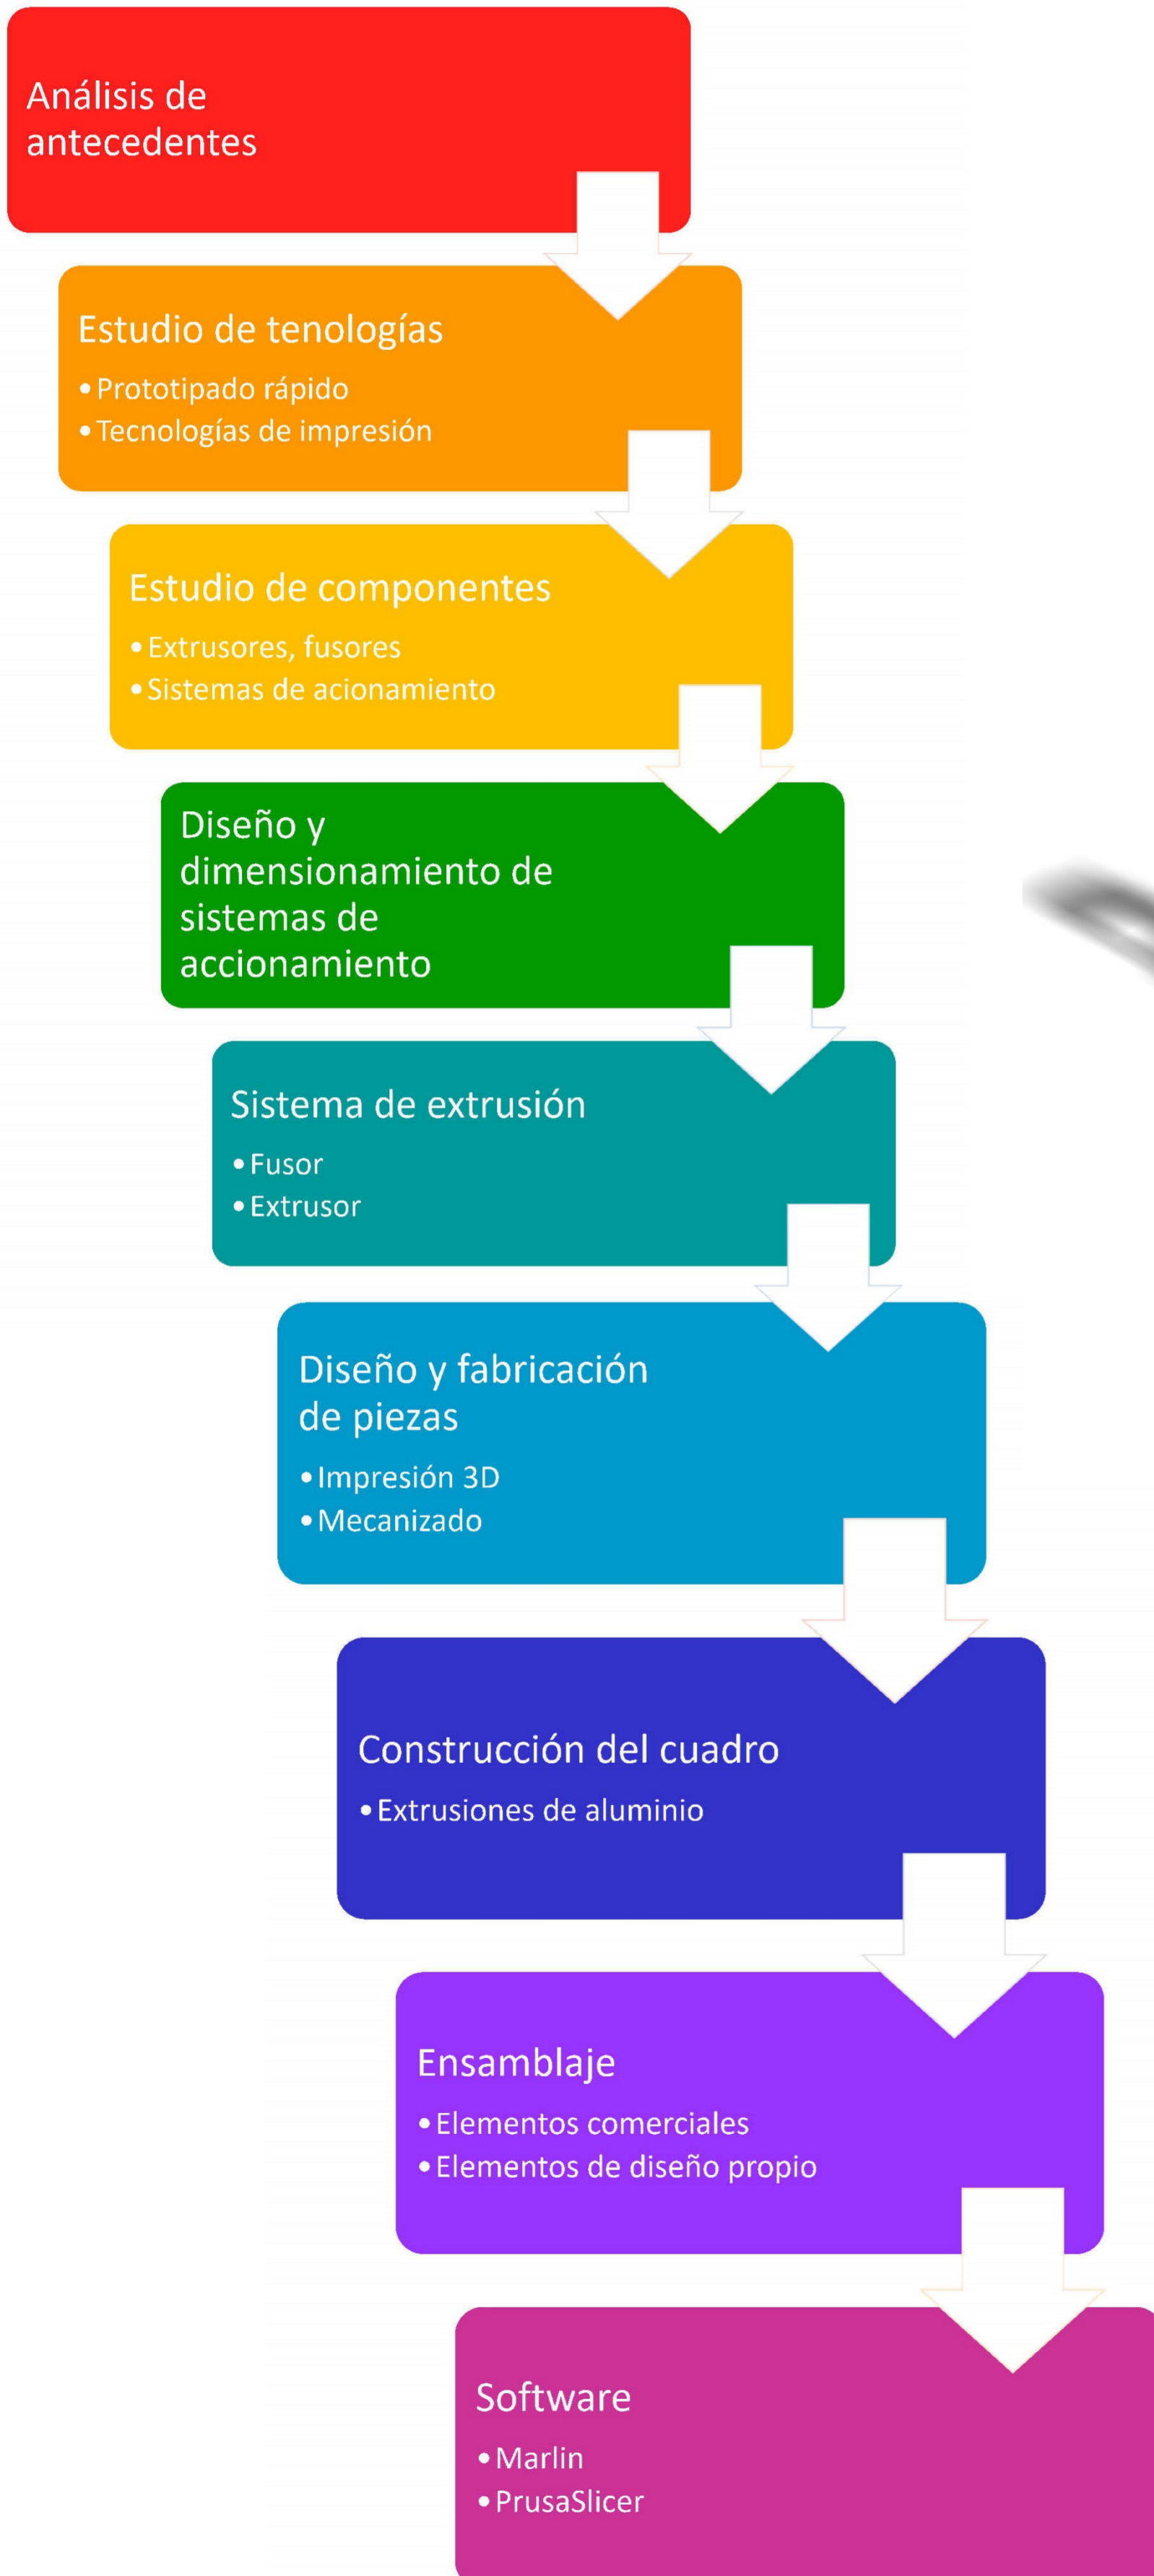 Análisis de
antecedentes
Estudio de tenologías
• Prototipado rápido
• Tecnologías de impresión
Estudio de componentes
• Extrusores, fusores
• Sistemas de acionamiento
Diseño y
dimensionamiento de
sistemas de
accionamiento
Sistema de extrusión
• Fusor
• Extrusor
Diseño y fabricación
de piezas
• Impresión 3D
• Mecanizado
Construcción del cuadro
• Extrusiones de aluminio
Ensamblaje
• Elementos comerciales
• Elementos de diseño propio
Software
• Marlin
• PrusaSlicer